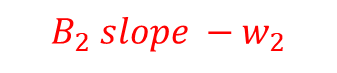 B₂ slope − w₂